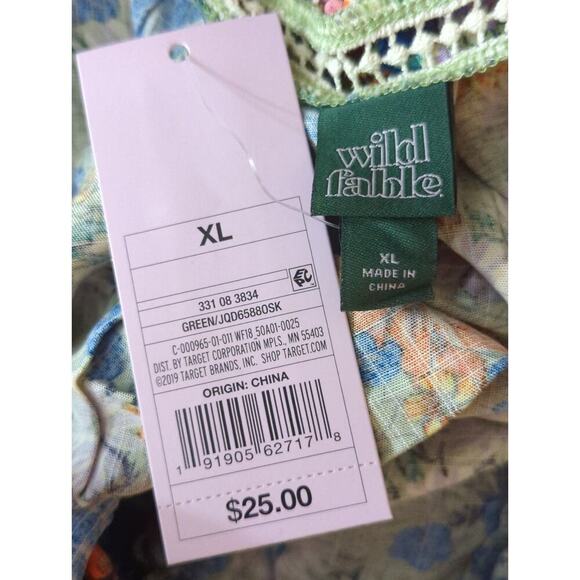 XL
331 08 3834
GREEN/JQD6588OSK
C-000965-01-011 WF18 50A01-0025
DIST. BY TARGET CORPORATION MPLS., MN 55403
©2019 TARGET BRANDS, INC. SHOP TARGET.COM
ORIGIN: CHINA
1 91905 62717 8
$25.00
wild
fable
XL
MADE IN
CHINA